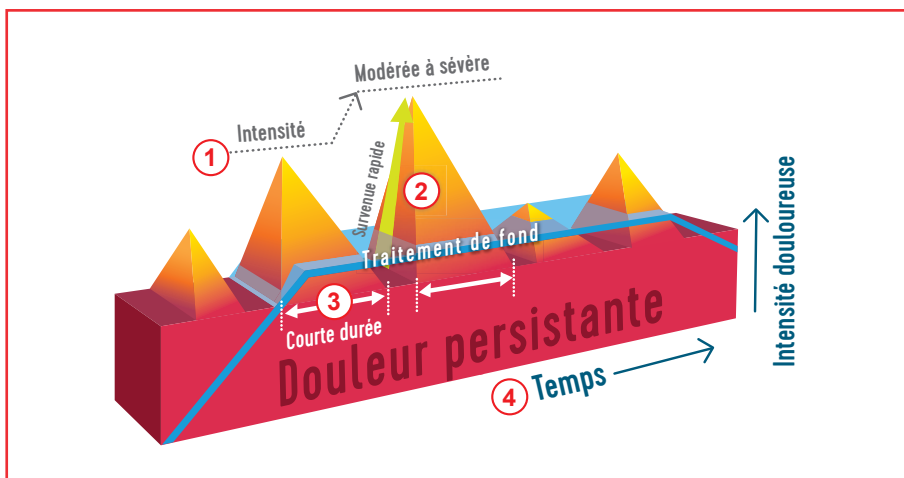 Modérée à sévère
1 Intensité
Survenue rapide
2
Traitement de fond
3
Courte durée
Douleur persistante
4 Temps
Intensité douloureuse